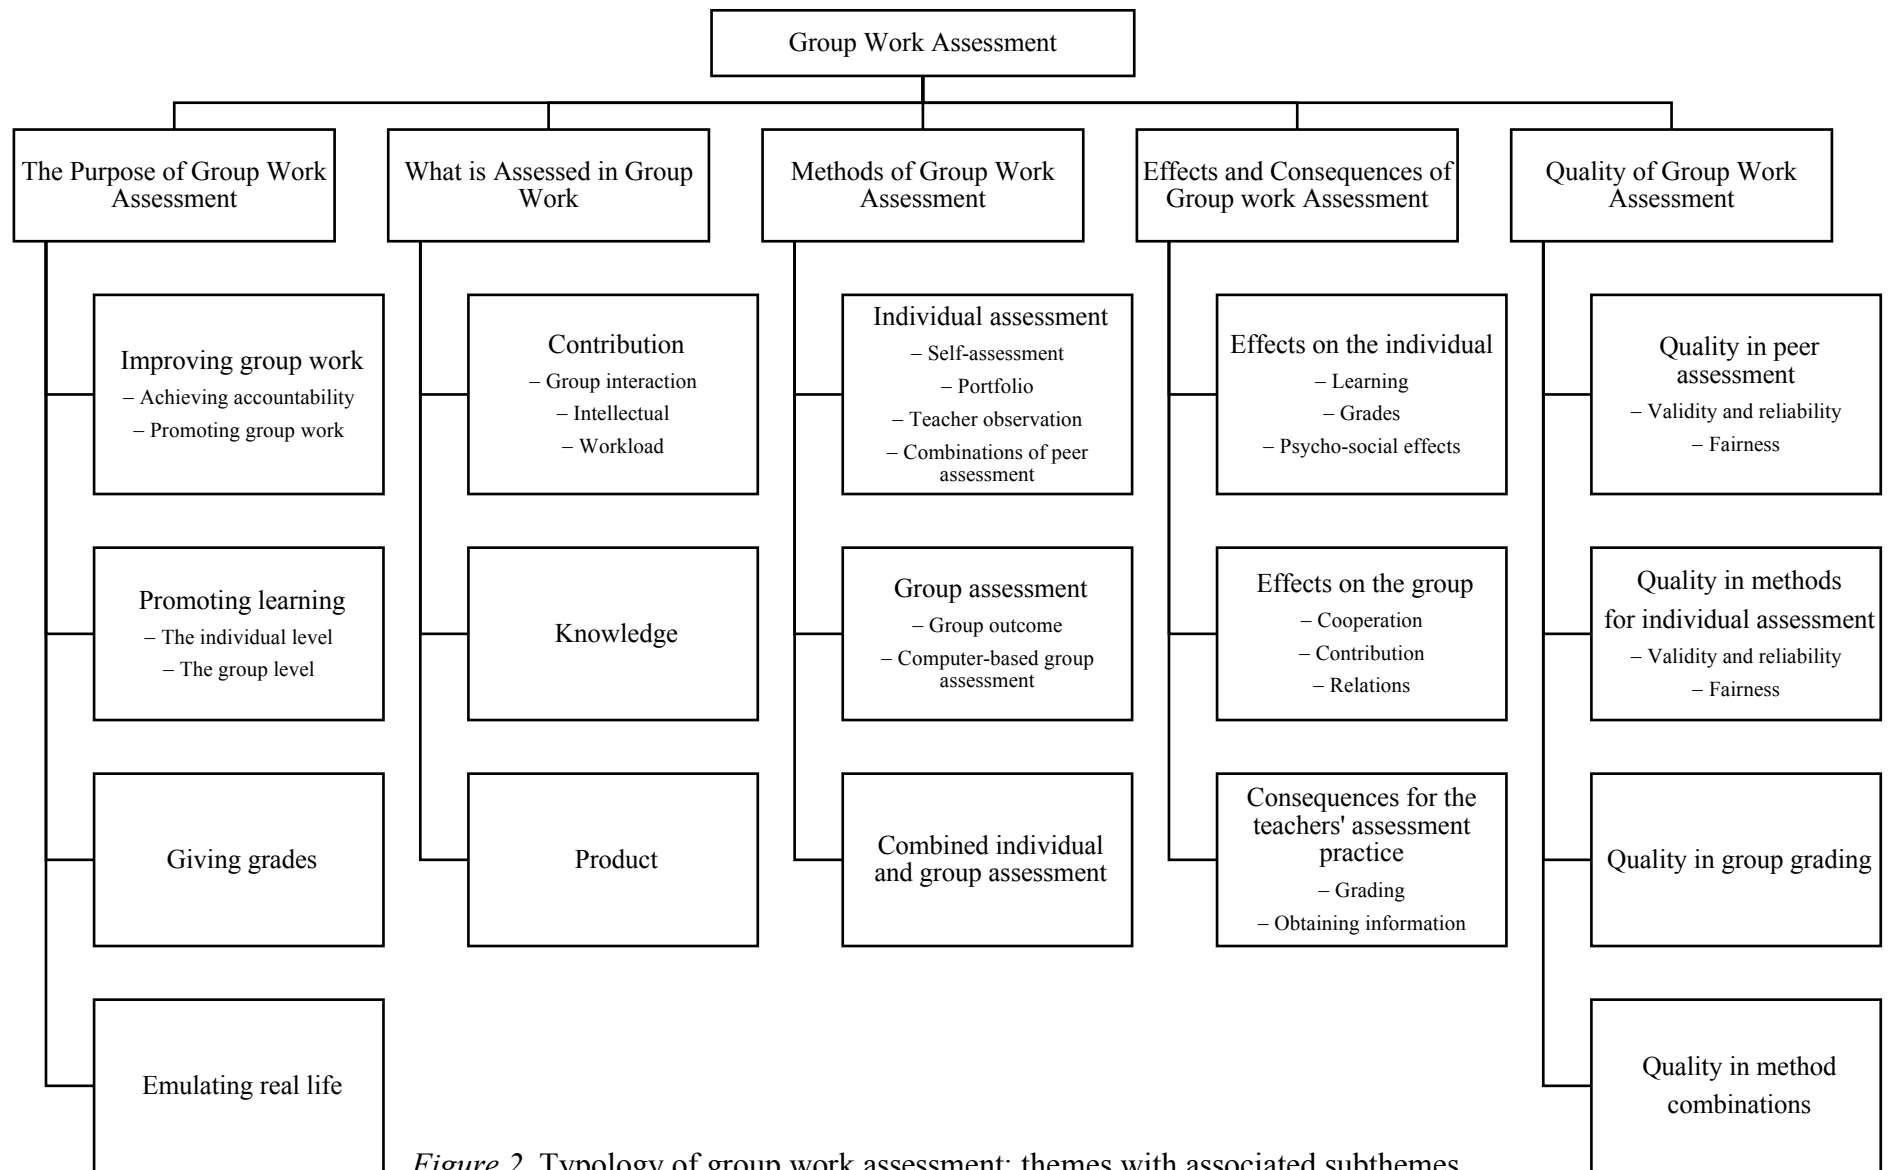 Group Work Assessment
The Purpose of Group Work
Assessment
Improving group work
– Achieving accountability
– Promoting group work
Promoting learning
– The individual level
– The group level
Giving grades
Emulating real life
What is Assessed in Group
Work
Contribution
– Group interaction
– Intellectual
– Workload
Knowledge
Product
Methods of Group Work
Assessment
Individual assessment
– Self-assessment
– Portfolio
– Teacher observation
– Combinations of peer
assessment
Group assessment
– Group outcome
– Computer-based group
assessment
Combined individual
and group assessment
Effects and Consequences of
Group work Assessment
Effects on the individual
– Learning
– Grades
– Psycho-social effects
Effects on the group
– Cooperation
– Contribution
– Relations
Consequences for the
teachers' assessment
practice
– Grading
– Obtaining information
Quality of Group Work
Assessment
Quality in peer
assessment
– Validity and reliability
– Fairness
Quality in methods
for individual assessment
– Validity and reliability
– Fairness
Quality in group grading
Quality in method
combinations
Figure 2. Typology of group work assessment: themes with associated subthemes